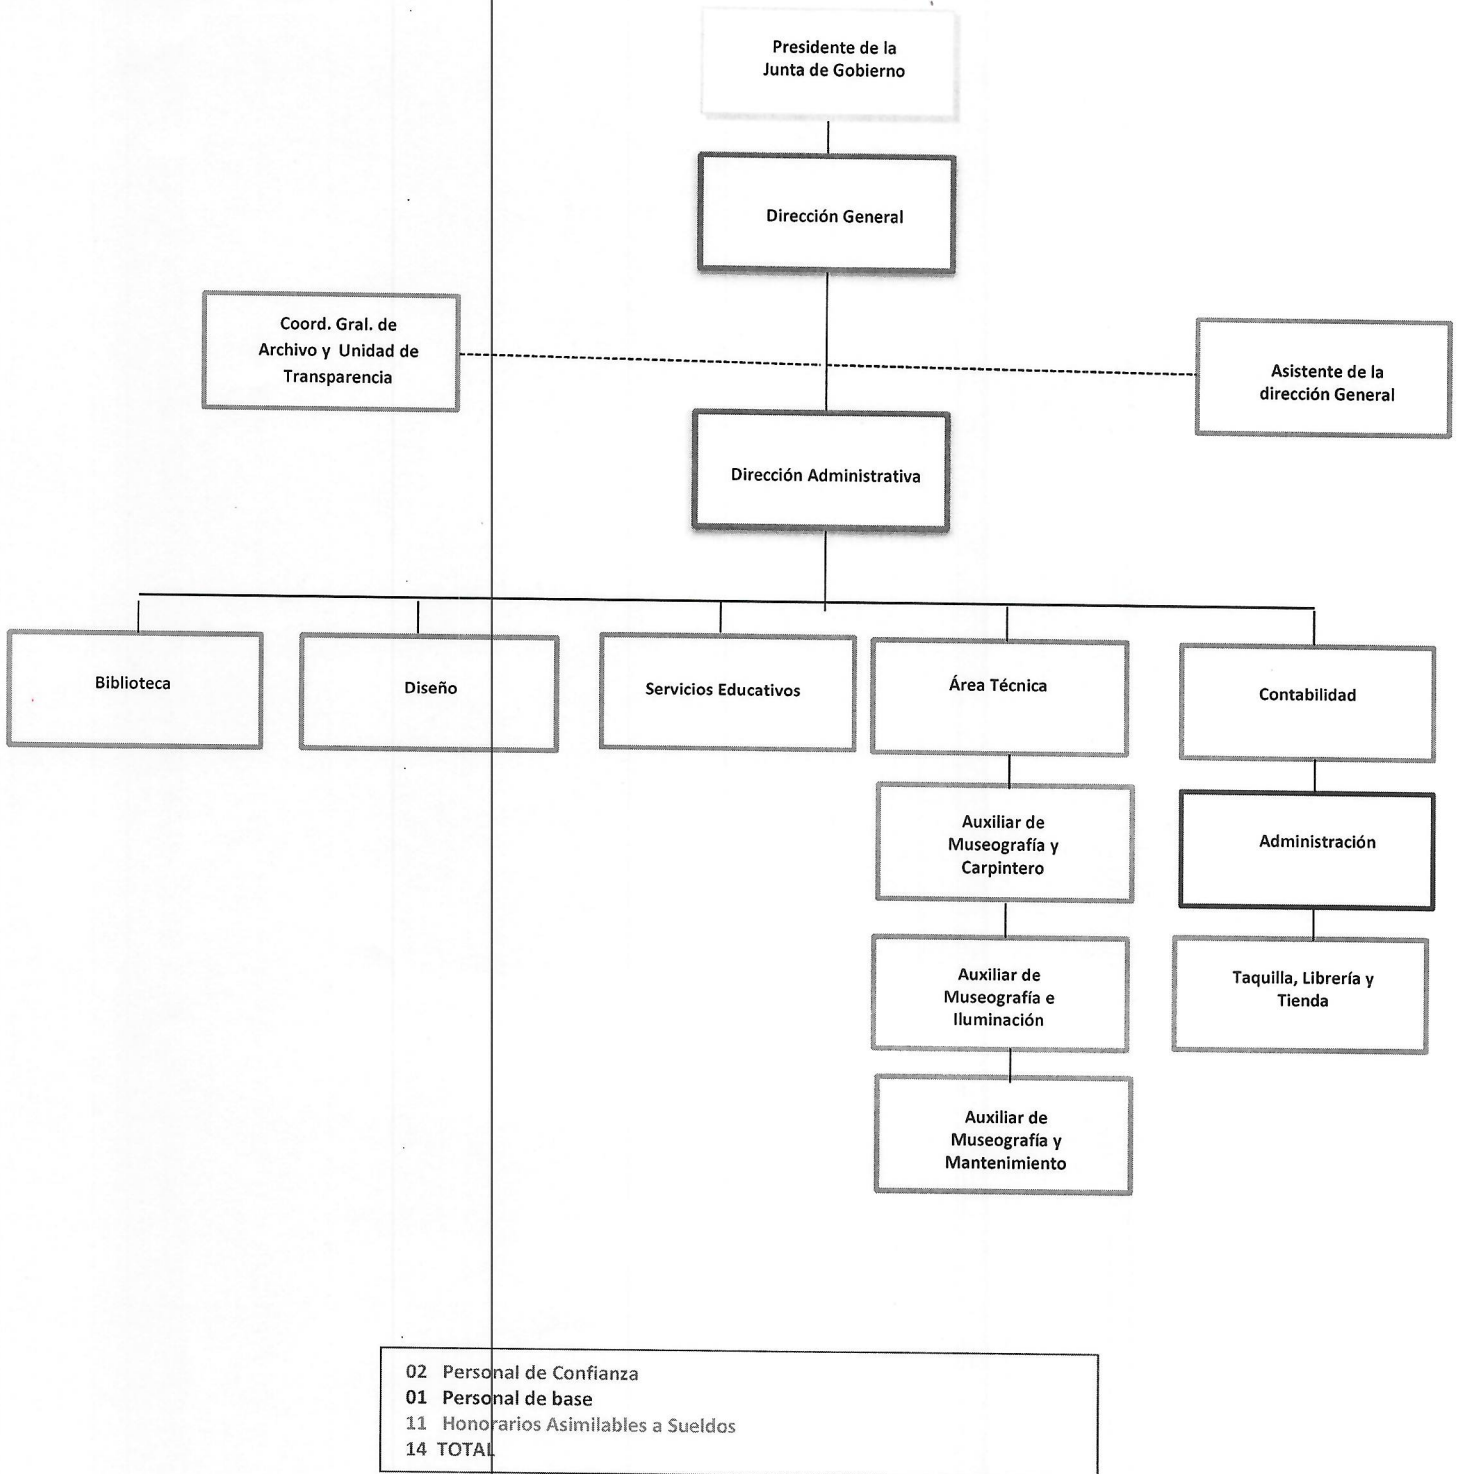 Presidente de la
Junta de Gobierno
Dirección General
Coord. Gral. de
Archivo y Unidad de
Transparencia
Asistente de la
dirección General
Dirección Administrativa
Biblioteca
Diseño
Servicios Educativos
Área Técnica
Contabilidad
Auxiliar de
Museografía y
Carpintero
Administración
Auxiliar de
Museografía e
Iluminación
Taquilla, Librería y
Tienda
Auxiliar de
Museografía y
Mantenimiento
02 Personal de Confianza
01 Personal de base
11 Honorarios Asimilables a Sueldos
14 TOTAL